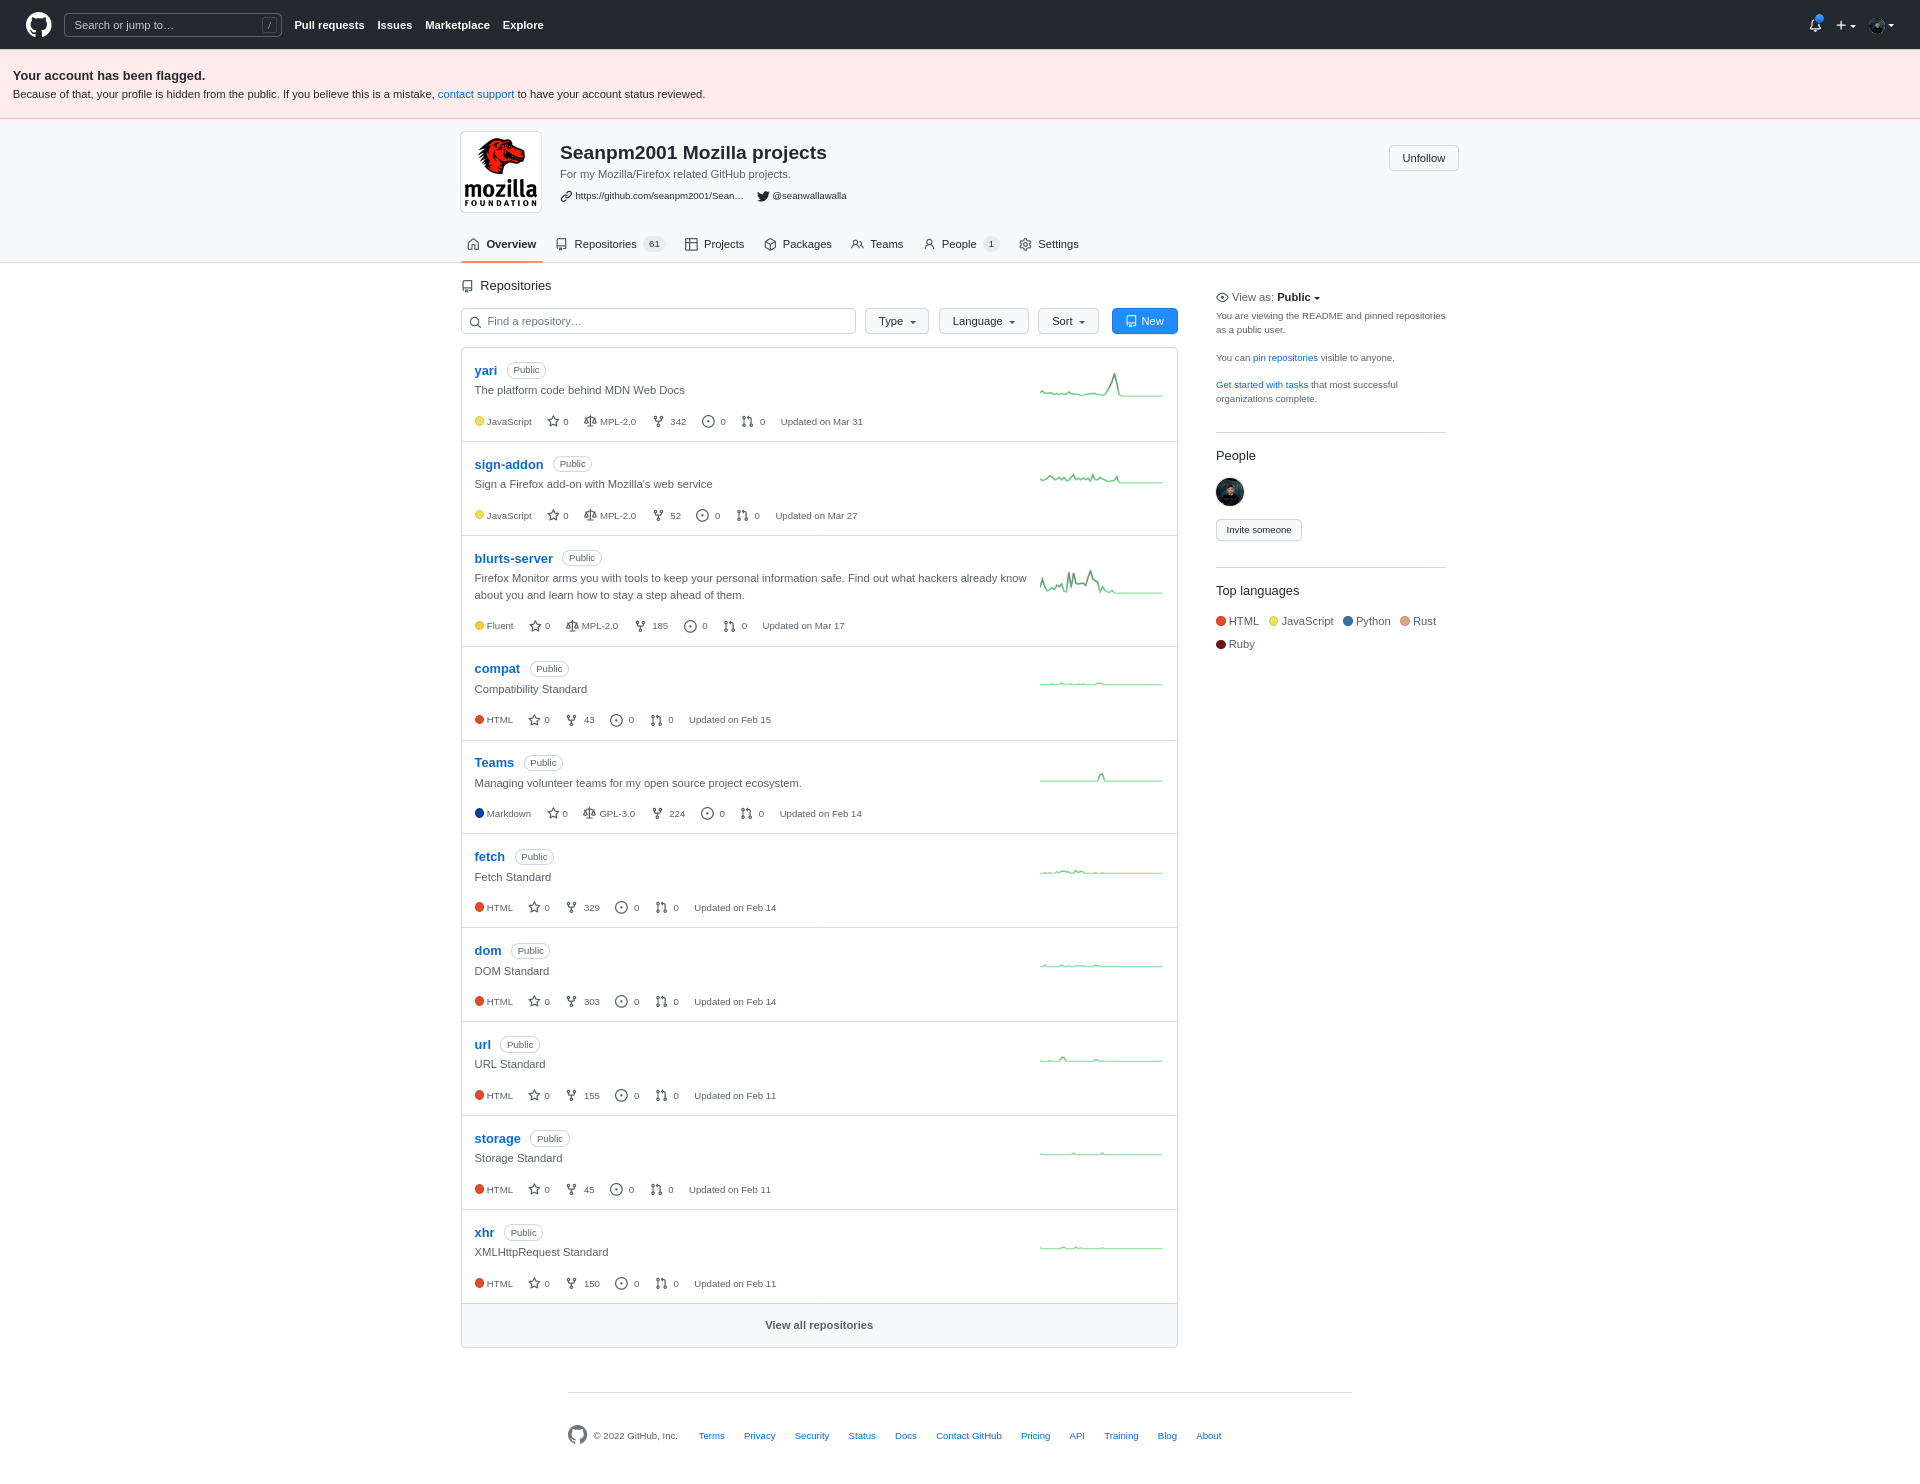 Search or jump to…
/
Pull requests Issues Marketplace Explore
Your account has been flagged.
Because of that, your profile is hidden from the public. If you believe this is a mistake, contact support to have your account status reviewed.
mozilla
FOUNDATION
Seanpm2001 Mozilla projects
For my Mozilla/Firefox related GitHub projects.
https://github.com/seanpm2001/Sean… @seanwallawalla
Unfollow
Overview Repositories 61 Projects Packages Teams People 1 Settings
Repositories
Find a repository… Type Language Sort New
yari Public
The platform code behind MDN Web Docs
JavaScript 0 MPL-2.0 342 0 0 Updated on Mar 31
sign-addon Public
Sign a Firefox add-on with Mozilla's web service
JavaScript 0 MPL-2.0 52 0 0 Updated on Mar 27
blurts-server Public
Firefox Monitor arms you with tools to keep your personal information safe. Find out what hackers already know
about you and learn how to stay a step ahead of them.
Fluent 0 MPL-2.0 185 0 0 Updated on Mar 17
compat Public
Compatibility Standard
HTML 0 43 0 0 Updated on Feb 15
Teams Public
Managing volunteer teams for my open source project ecosystem.
Markdown 0 GPL-3.0 224 0 0 Updated on Feb 14
fetch Public
Fetch Standard
HTML 0 329 0 0 Updated on Feb 14
dom Public
DOM Standard
HTML 0 303 0 0 Updated on Feb 14
url Public
URL Standard
HTML 0 155 0 0 Updated on Feb 11
storage Public
Storage Standard
HTML 0 45 0 0 Updated on Feb 11
xhr Public
XMLHttpRequest Standard
HTML 0 150 0 0 Updated on Feb 11
View all repositories
View as: Public
You are viewing the README and pinned repositories
as a public user.
You can pin repositories visible to anyone.
Get started with tasks that most successful
organizations complete.
People
Invite someone
Top languages
HTML JavaScript Python Rust
Ruby
© 2022 GitHub, Inc. Terms Privacy Security Status Docs Contact GitHub Pricing API Training Blog About